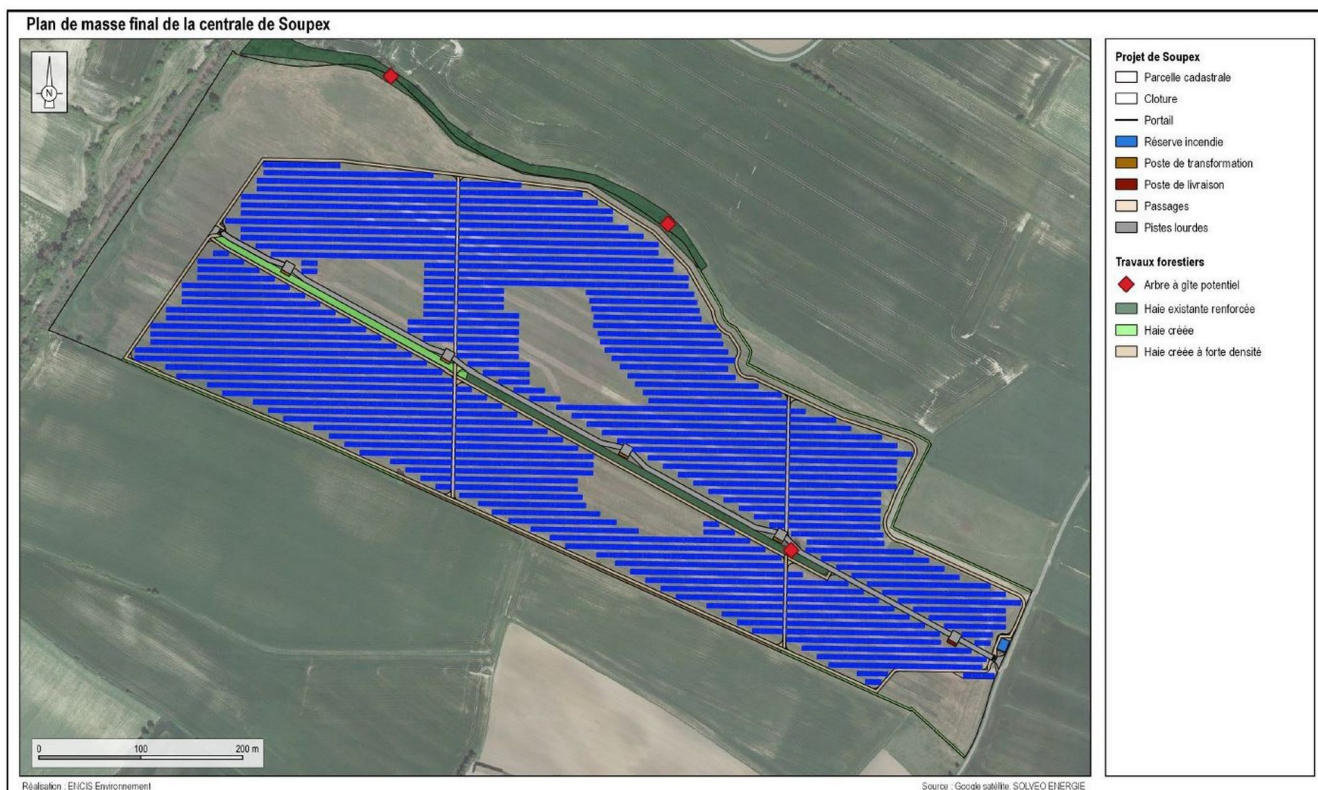 Plan de masse final de la centrale de Soupex
N
Projet de Soupex
Parcelle cadastrale
Cloture
Portail
Réserve incendie
Poste de transformation
Poste de livraison
Passages
Pistes lourdes
Travaux forestiers
Arbre à gîte potentiel
Haie existante renforcée
Haie créée
Haie créée à forte densité
0 100 200 m
Réalisation : ENCIS Environnement
Source : Google satélite, SOLVEO ENERGIE